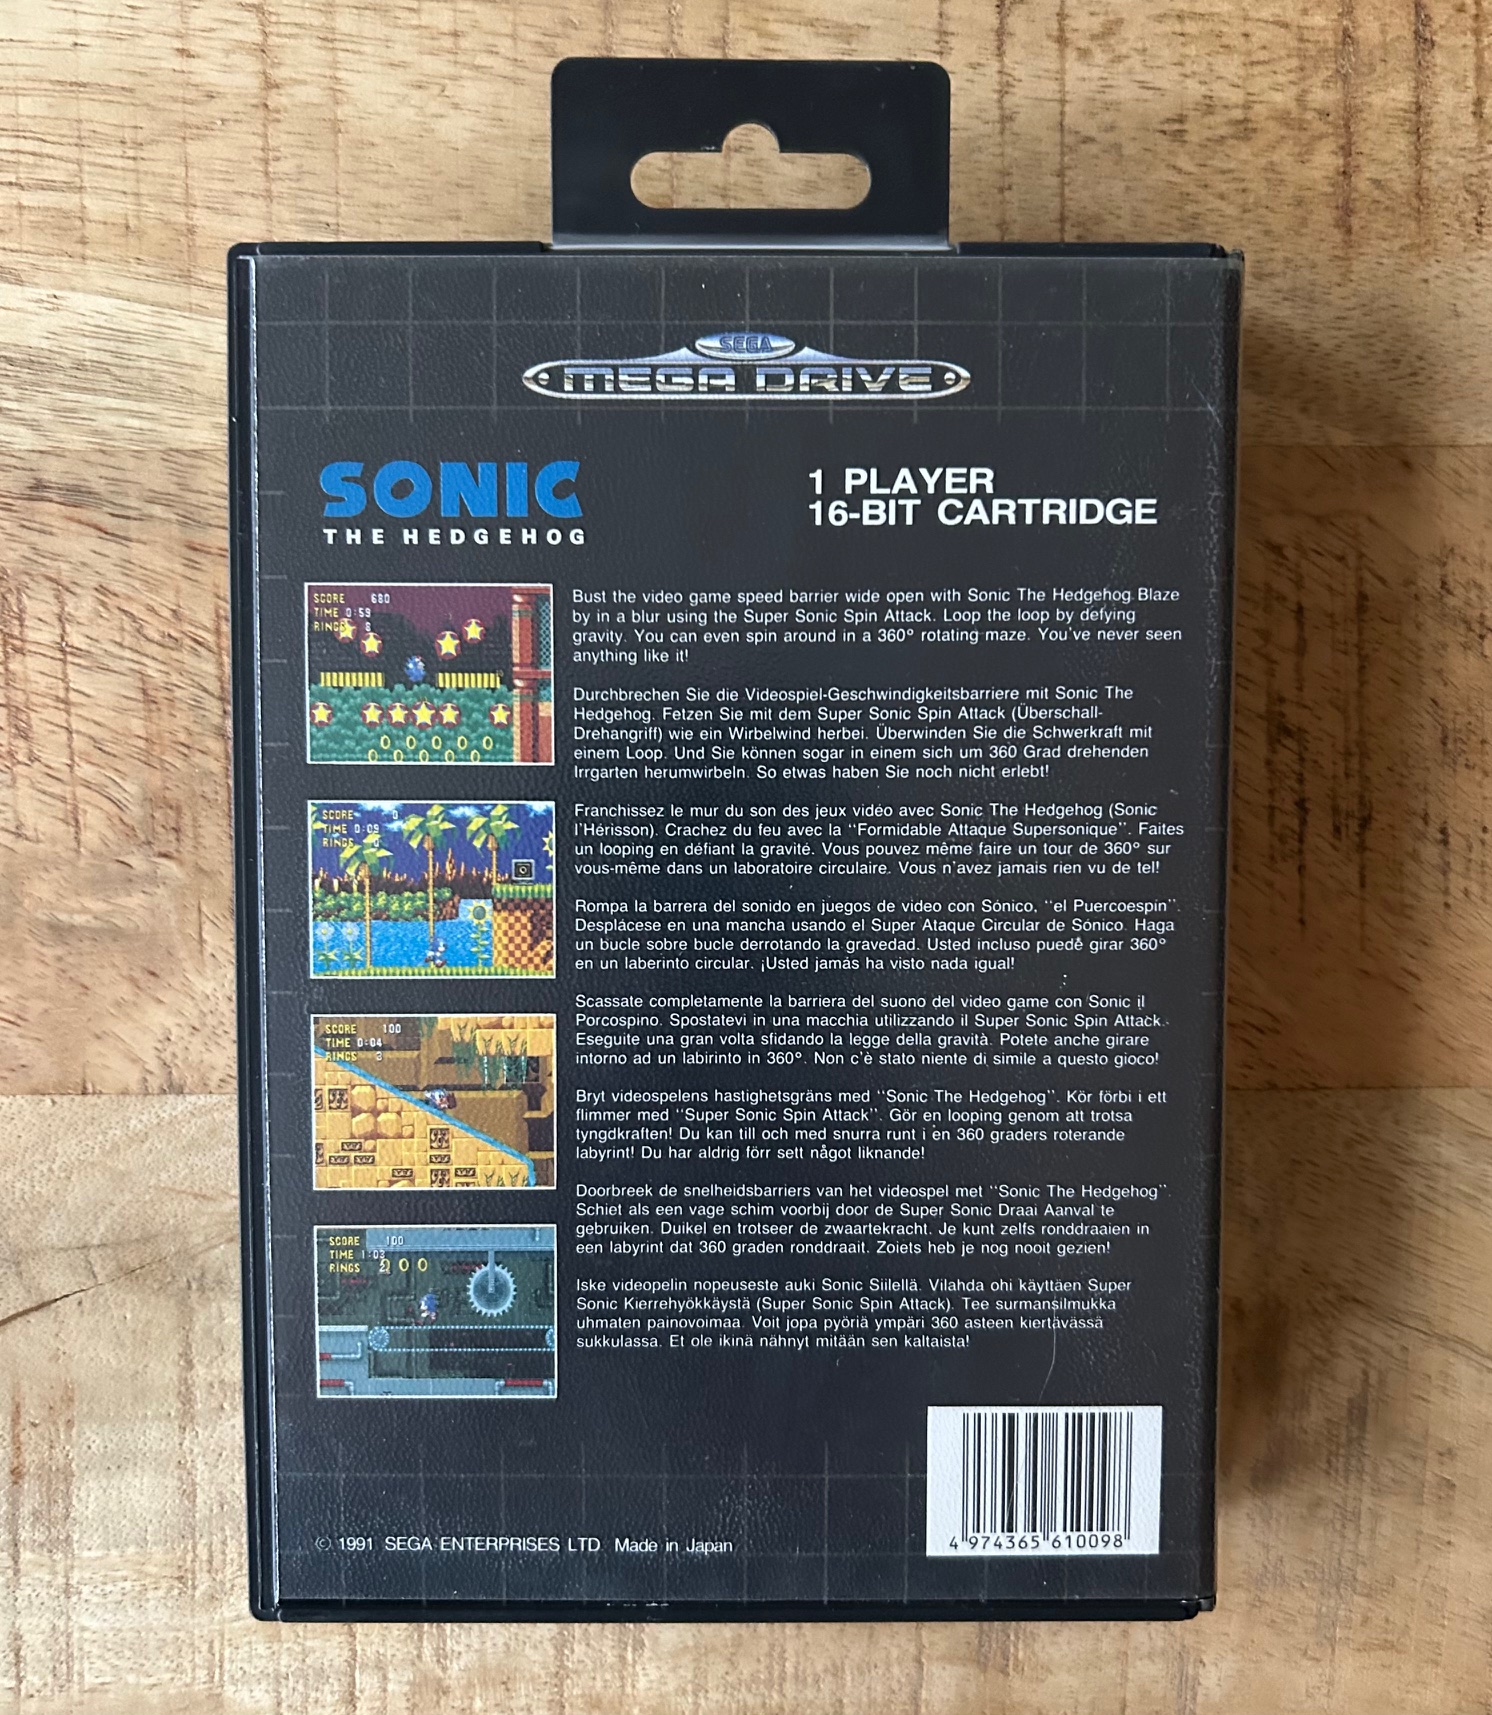 SEGA
MEGA DRIVE
SONIC
THE HEDGEHOG
1 PLAYER
16-BIT CARTRIDGE
SCORE 680
TIME 0:59
RINGS 8
Bust the video game speed barrier wide open with Sonic The Hedgehog. Blaze
by in a blur using the Super Sonic Spin Attack. Loop the loop by defying
gravity. You can even spin around in a 360° rotating maze. You've never seen
anything like it!
Durchbrechen Sie die Videospiel-Geschwindigkeitsbarriere mit Sonic The
Hedgehog. Fetzen Sie mit dem Super Sonic Spin Attack (Überschall-
Drehangriff) wie ein Wirbelwind herbei. Überwinden Sie die Schwerkraft mit
einem Loop. Und Sie können sogar in einem sich um 360 Grad drehenden
Irrgarten herumwirbeln. So etwas haben Sie noch nicht erlebt!
SCORE 0
TIME 0:09
RINGS 0
Franchissez le mur du son des jeux vidéo avec Sonic The Hedgehog (Sonic
l'Hérisson). Crachez du feu avec la "Formidable Attaque Supersonique". Faites
un looping en défiant la gravité. Vous pouvez même faire un tour de 360° sur
vous-même dans un laboratoire circulaire. Vous n'avez jamais rien vu de tel!
Rompa la barrera del sonido en juegos de video con Sónico, "el Puercoespin".
Desplácese en una mancha usando el Super Ataque Circular de Sónico. Haga
un bucle sobre bucle derrotando la gravedad. Usted incluso puede girar 360°
en un laberinto circular. ¡Usted jamás ha visto nada igual!
SCORE 100
TIME 0:04
RINGS 3
Scassate completamente la barriera del suono del video game con Sonic il
Porcospino. Spostatevi in una macchia utilizzando il Super Sonic Spin Attack.
Eseguite una gran volta sfidando la legge della gravità. Potete anche girare
intorno ad un labirinto in 360°. Non c'è stato niente di simile a questo gioco!
Bryt videospelens hastighetsgräns med "Sonic The Hedgehog". Kör förbi i ett
flimmer med "Super Sonic Spin Attack". Gör en looping genom att trotsa
tyngdkraften! Du kan till och med snurra runt i en 360 graders roterande
labyrint! Du har aldrig förr sett något liknande!
Doorbreek de snelheidsbarriers van het videospel met "Sonic The Hedgehog".
Schiet als een vage schim voorbij door de Super Sonic Draai Aanval te
gebruiken. Duikel en trotseer de zwaartekracht. Je kunt zelfs ronddraaien in
een labyrint dat 360 graden ronddraait. Zoiets heb je nog nooit gezien!
SCORE 100
TIME 1:03
RINGS 2
Iske videopelin nopeuseste auki Sonic Siilellä. Vilahda ohi käyttäen Super
Sonic Kierrehyökkäystä (Super Sonic Spin Attack). Tee surmansilmukka
uhmaten painovoimaa. Voit jopa pyöriä ympäri 360 asteen kiertävässä
sukkulassa. Et ole ikinä nähnyt mitään sen kaltaista!
© 1991 SEGA ENTERPRISES LTD. Made in Japan
4 974365 610098